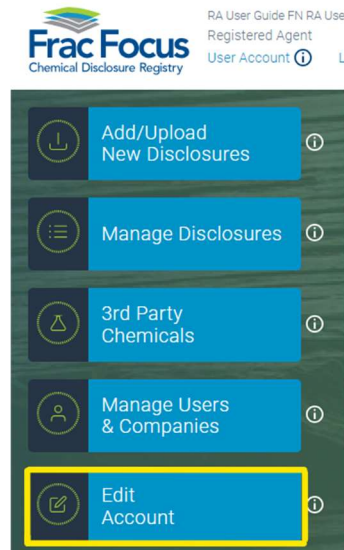 RA User Guide FN RA Use
Frac Focus
Chemical Disclosure Registry
Registered Agent
User Account
L
Add/Upload
New Disclosures
Manage Disclosures
3rd Party
Chemicals
Manage Users
& Companies
Edit
Account